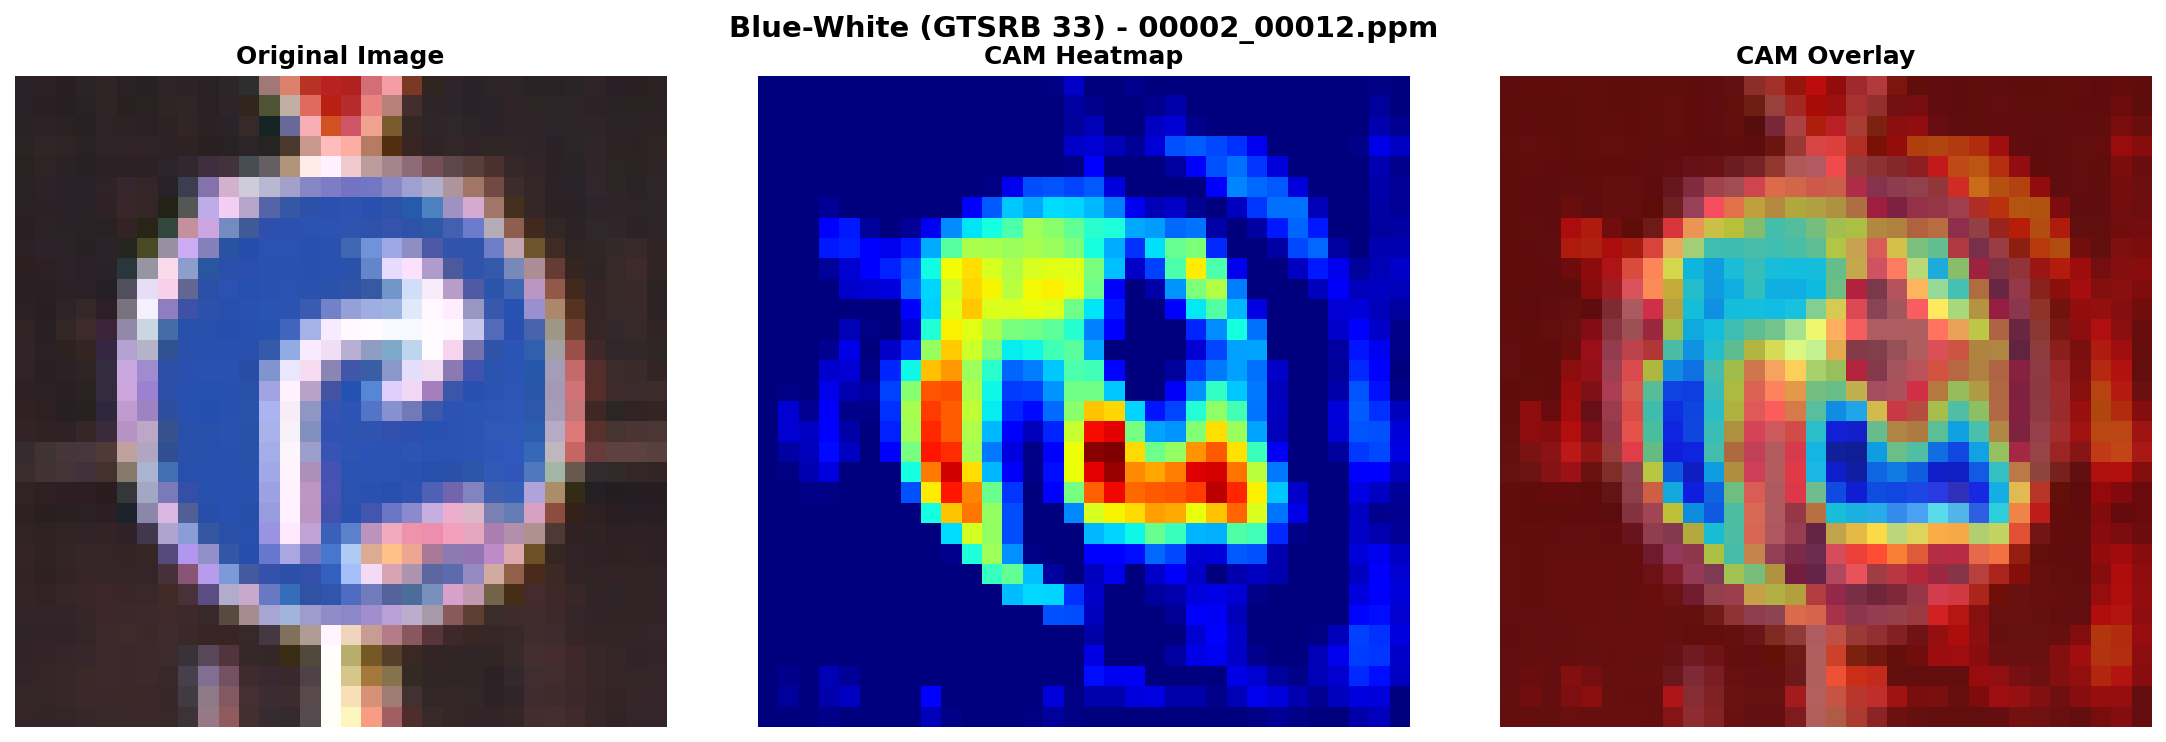 Blue-White (GTSRB 33) - 00002_00012.ppm
Original Image
CAM Heatmap
CAM Overlay